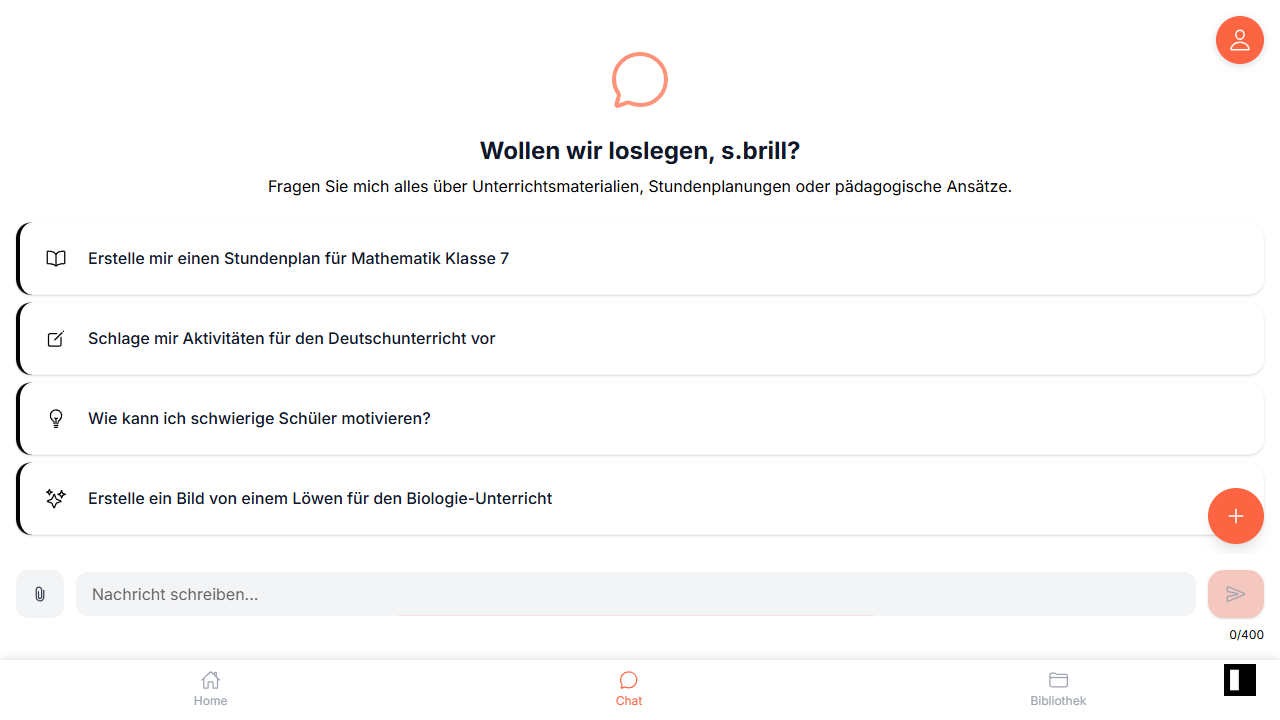 Wollen wir loslegen, s.brill?
Fragen Sie mich alles über Unterrichtsmaterialien, Stundenplanungen oder pädagogische Ansätze.
Erstelle mir einen Stundenplan für Mathematik Klasse 7
Schlage mir Aktivitäten für den Deutschunterricht vor
Wie kann ich schwierige Schüler motivieren?
Erstelle ein Bild von einem Löwen für den Biologie-Unterricht
Nachricht schreiben...
0/400
Home
Chat
Bibliothek